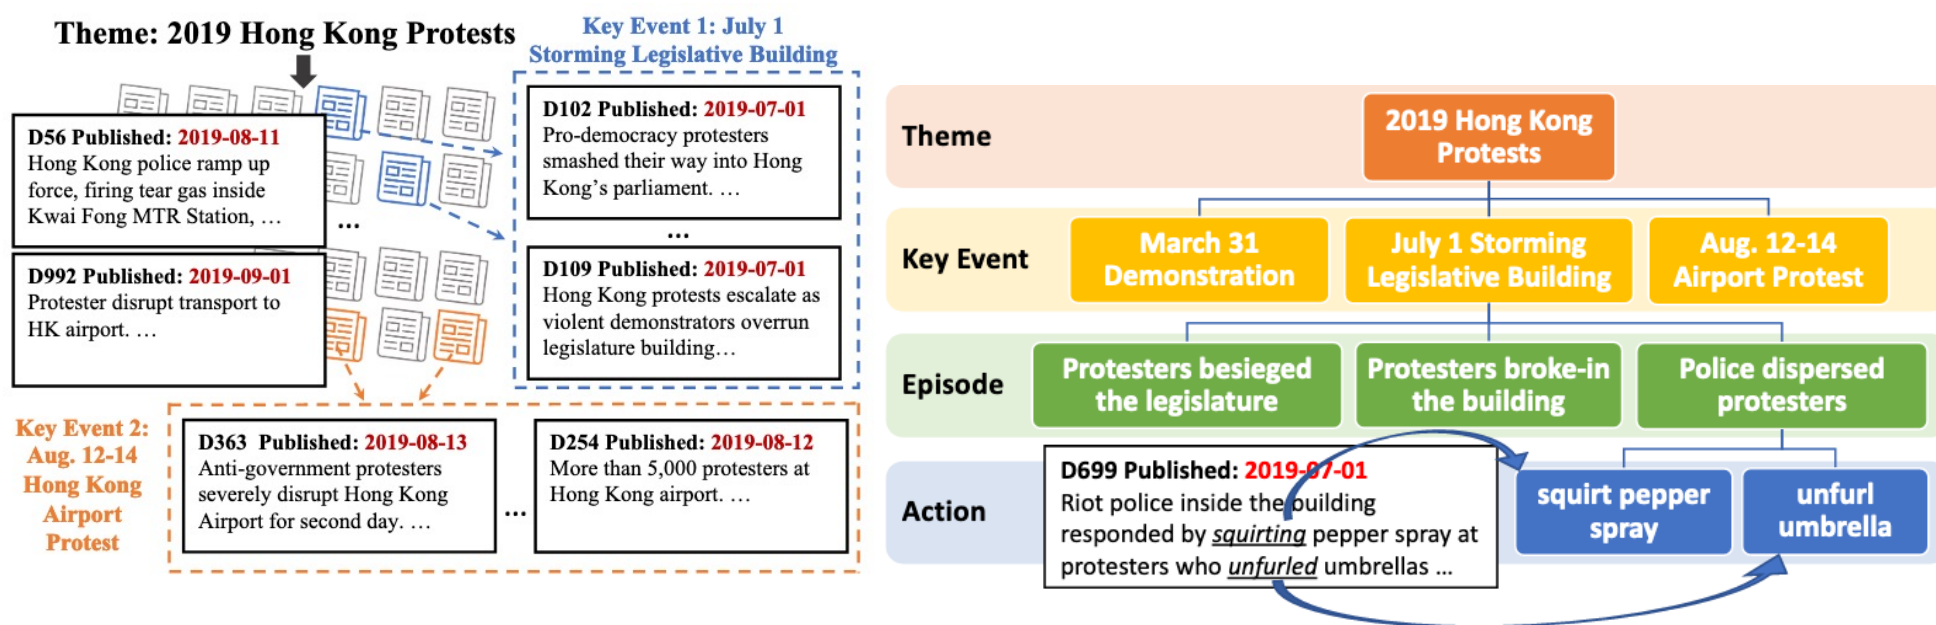 Theme: 2019 Hong Kong Protests
Key Event 1: July 1
Storming Legislative Building
D56 Published: 2019-08-11
Hong Kong police ramp up
force, firing tear gas inside
Kwai Fong MTR Station, …
D992 Published: 2019-09-01
Protester disrupt transport to
HK airport. …
...
D102 Published: 2019-07-01
Pro-democracy protesters
smashed their way into Hong
Kong’s parliament. …
...
D109 Published: 2019-07-01
Hong Kong protests escalate as
violent demonstrators overrun
legislature building…
Key Event 2:
Aug. 12-14
Hong Kong
Airport
Protest
D363 Published: 2019-08-13
Anti-government protesters
severely disrupt Hong Kong
Airport for second day. …
...
D254 Published: 2019-08-12
More than 5,000 protesters at
Hong Kong airport. …
Theme
2019 Hong Kong
Protests
Key Event
March 31
Demonstration
July 1 Storming
Legislative Building
Aug. 12-14
Airport Protest
Episode
Protesters besieged
the legislature
Protesters broke-in
the building
Police dispersed
protesters
Action
D699 Published: 2019-07-01
Riot police inside the building
responded by squirting pepper spray at
protesters who unfurled umbrellas ...
squirt pepper
spray
unfurl
umbrella